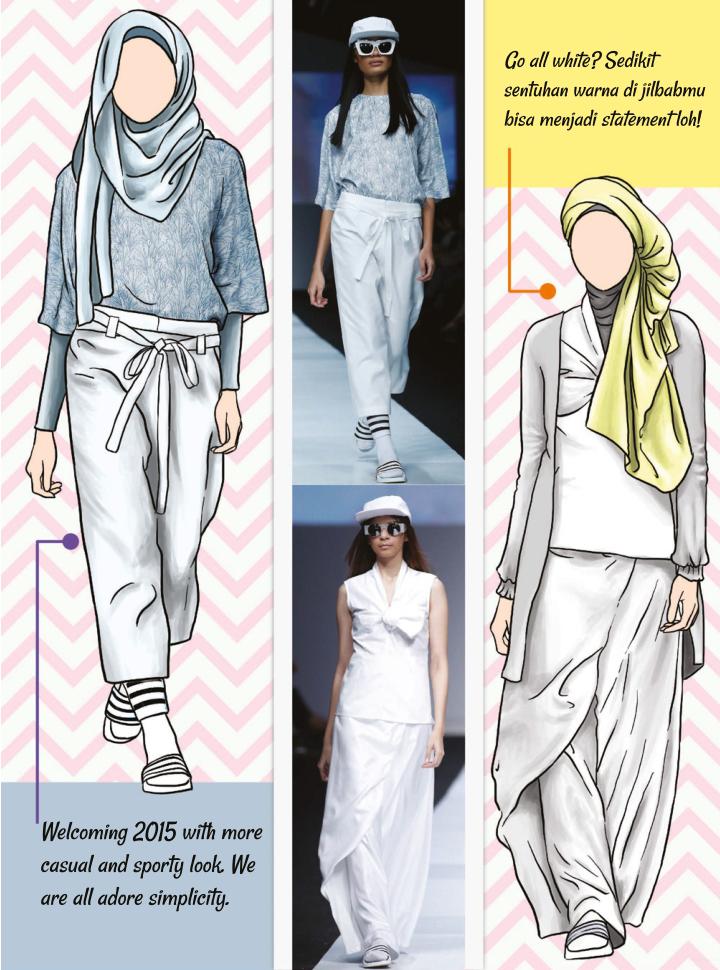 Go all white? Sedikit
sentuhan warna di jilbabmu
bisa menjadi statement loh!
Welcoming 2015 with more
casual and sporty look. We
are all adore simplicity.